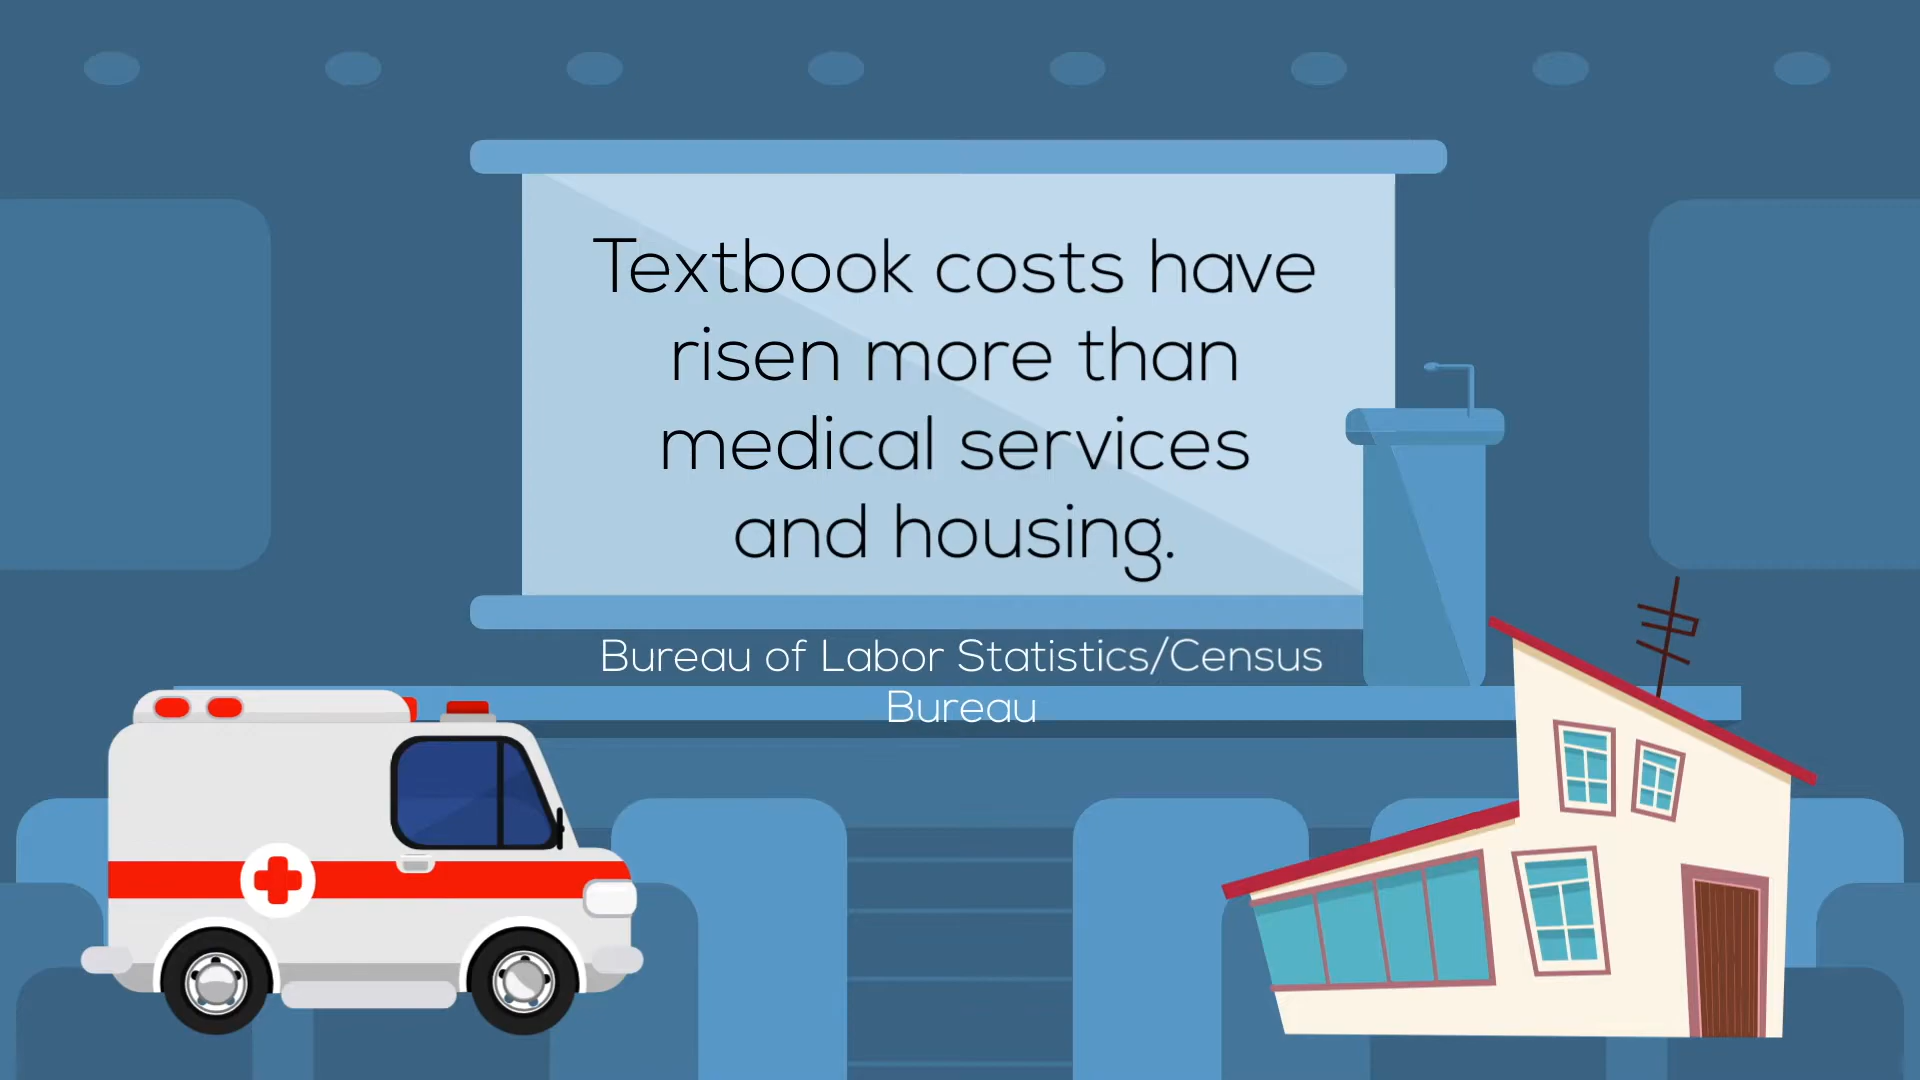 Textbook costs have
risen more than
medical services
and housing.
Bureau of Labor Statistics/Census
Bureau